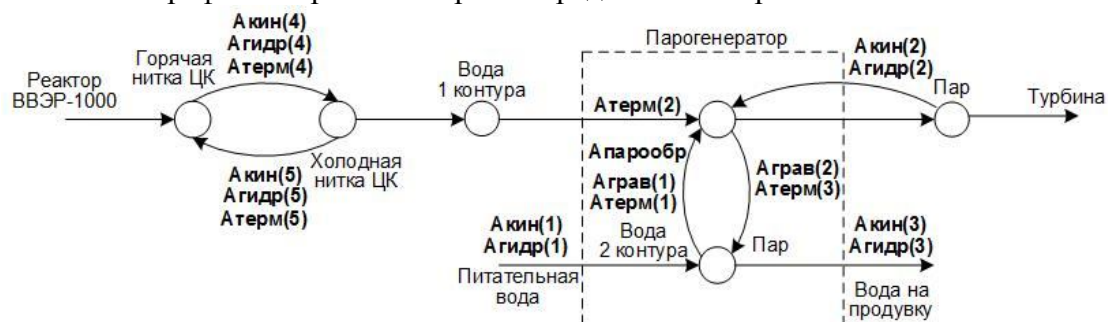 Акин(4)
Агидр(4)
Атерм(4)
Горячая
нитка ЦК
Реактор
ВВЭР-1000
Холодная
нитка ЦК
Акин(5)
Агидр(5)
Атерм(5)
Вода
1 контура
Парогенератор
Атерм(2)
Акин(2)
Агидр(2)
Пар
Турбина
Апарообр
Аграв(1)
Атерм(1)
Аграв(2)
Атерм(3)
Акин(1)
Агидр(1)
Питательная
вода
Вода
2 контура
Пар
Акин(3)
Агидр(3)
Вода на
продувку